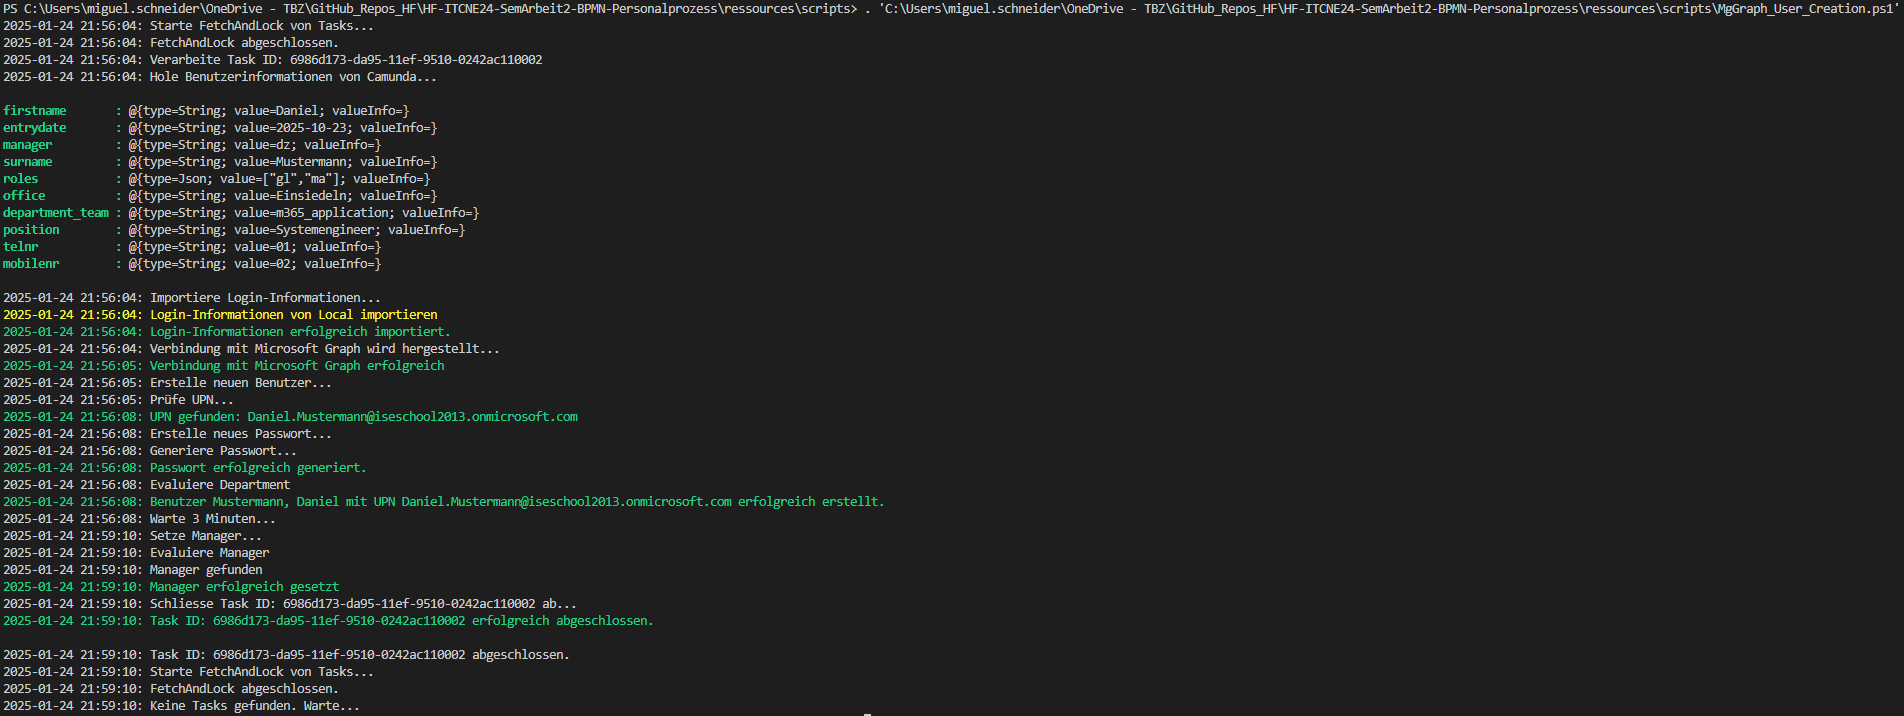 PS C:\Users\miguel.schneider\OneDrive - TBZ\GitHub_Repos_HF\HF-ITCNE24-SemArbeit2-BPMN-Personalprozess\ressources\scripts> . 'C:\Users\miguel.schneider\OneDrive - TBZ\GitHub_Repos_HF\HF-ITCNE24-SemArbeit2-BPMN-Personalprozess\ressources\scripts\MgGraph_User_Creation.ps1'
2025-01-24 21:56:04: Starte FetchAndLock von Tasks...
2025-01-24 21:56:04: FetchAndLock abgeschlossen.
2025-01-24 21:56:04: Verarbeite Task ID: 6986d173-da95-11ef-9510-0242ac110002
2025-01-24 21:56:04: Hole Benutzerinformationen von Camunda...
firstname       : @{type=String; value=Daniel; valueInfo=}
entrydate       : @{type=String; value=2025-10-23; valueInfo=}
manager         : @{type=String; value=dz; valueInfo=}
surname         : @{type=String; value=Mustermann; valueInfo=}
roles           : @{type=Json; value=["gl","ma"]; valueInfo=}
office          : @{type=String; value=Einsiedeln; valueInfo=}
department_team : @{type=String; value=m365_application; valueInfo=}
position        : @{type=String; value=Systemengineer; valueInfo=}
telnr           : @{type=String; value=01; valueInfo=}
mobilenr        : @{type=String; value=02; valueInfo=}
2025-01-24 21:56:04: Importiere Login-Informationen...
2025-01-24 21:56:04: Login-Informationen von Local importieren
2025-01-24 21:56:04: Login-Informationen erfolgreich importiert.
2025-01-24 21:56:04: Verbindung mit Microsoft Graph wird hergestellt...
2025-01-24 21:56:05: Verbindung mit Microsoft Graph erfolgreich
2025-01-24 21:56:05: Erstelle neuen Benutzer...
2025-01-24 21:56:05: Prüfe UPN...
2025-01-24 21:56:08: UPN gefunden: Daniel.Mustermann@iseschool2013.onmicrosoft.com
2025-01-24 21:56:08: Erstelle neues Passwort...
2025-01-24 21:56:08: Generiere Passwort...
2025-01-24 21:56:08: Passwort erfolgreich generiert.
2025-01-24 21:56:08: Evaluiere Department
2025-01-24 21:56:08: Benutzer Mustermann, Daniel mit UPN Daniel.Mustermann@iseschool2013.onmicrosoft.com erfolgreich erstellt.
2025-01-24 21:56:08: Warte 3 Minuten...
2025-01-24 21:59:10: Setze Manager...
2025-01-24 21:59:10: Evaluiere Manager
2025-01-24 21:59:10: Manager gefunden
2025-01-24 21:59:10: Manager erfolgreich gesetzt
2025-01-24 21:59:10: Schliesse Task ID: 6986d173-da95-11ef-9510-0242ac110002 ab...
2025-01-24 21:59:10: Task ID: 6986d173-da95-11ef-9510-0242ac110002 erfolgreich abgeschlossen.
2025-01-24 21:59:10: Task ID: 6986d173-da95-11ef-9510-0242ac110002 abgeschlossen.
2025-01-24 21:59:10: Starte FetchAndLock von Tasks...
2025-01-24 21:59:10: FetchAndLock abgeschlossen.
2025-01-24 21:59:10: Keine Tasks gefunden. Warte...